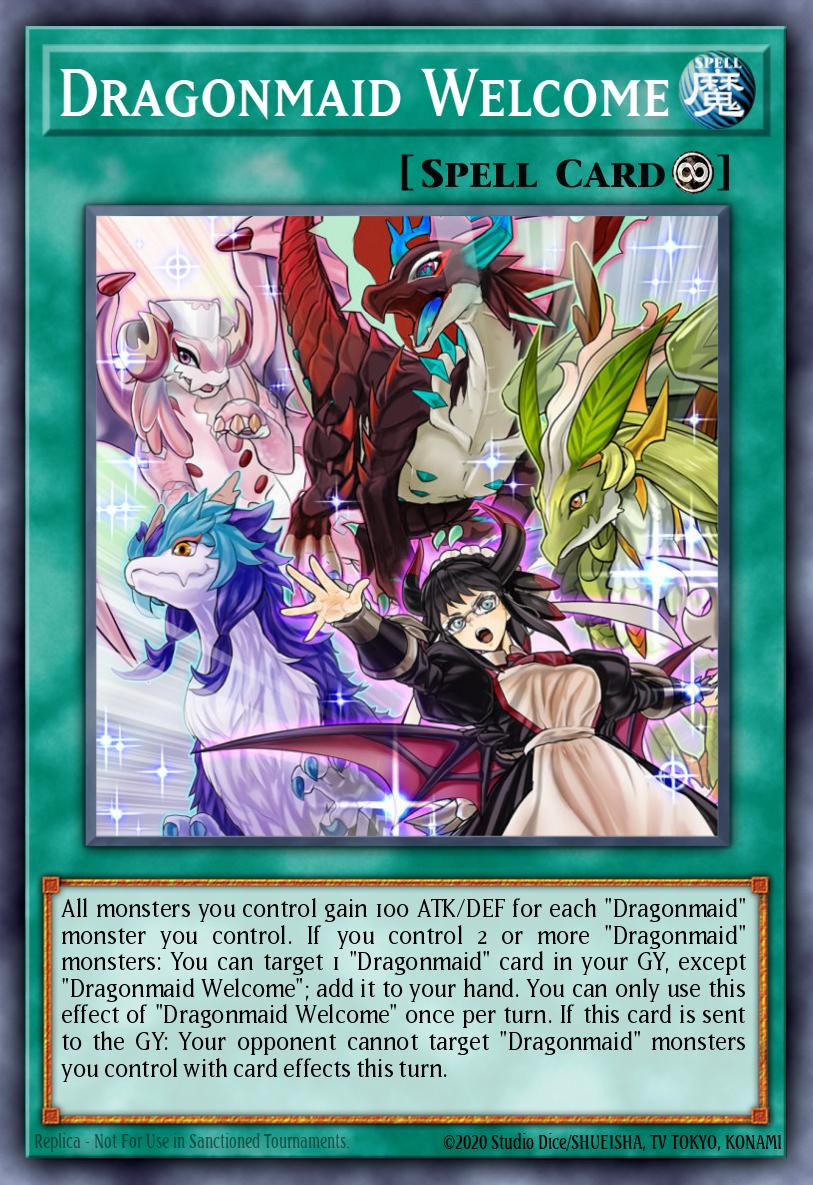 Dragonmaid Welcome
SPELL
魔
[Spell Card]
All monsters you control gain 100 ATK/DEF for each "Dragonmaid"
monster you control. If you control 2 or more "Dragonmaid"
monsters: You can target 1 "Dragonmaid" card in your GY, except
"Dragonmaid Welcome"; add it to your hand. You can only use this
effect of "Dragonmaid Welcome" once per turn. If this card is sent
to the GY: Your opponent cannot target "Dragonmaid" monsters
you control with card effects this turn.
Replica - Not For Use in Sanctioned Tournaments.
©2020 Studio Dice/SHUEISHA, TV TOKYO, KONAMI